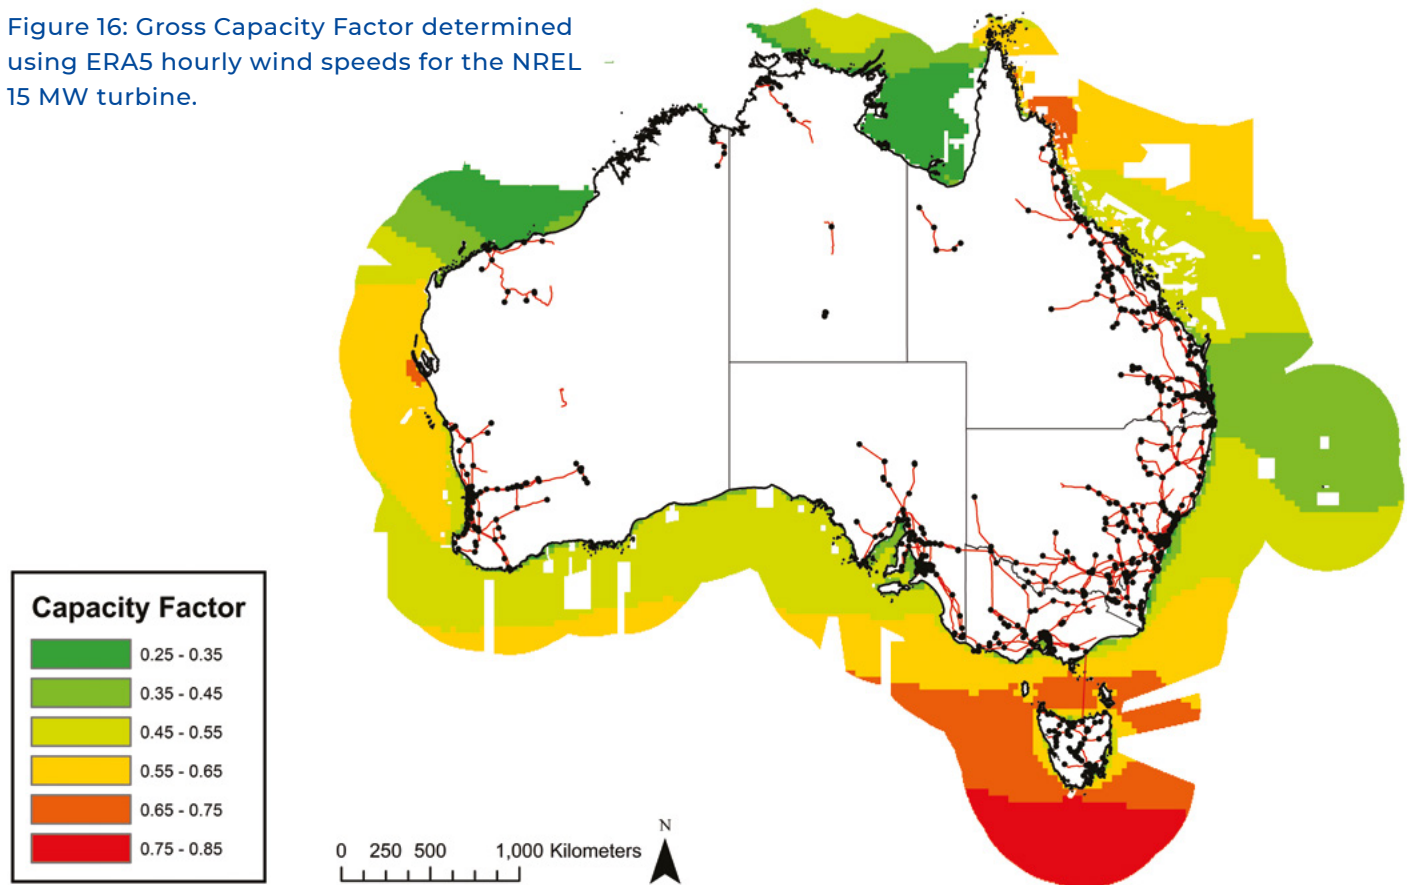 Figure 16: Gross Capacity Factor determined
using ERA5 hourly wind speeds for the NREL
15 MW turbine.
Capacity Factor
0.25 - 0.35
0.35 - 0.45
0.45 - 0.55
0.55 - 0.65
0.65 - 0.75
0.75 - 0.85
0 250 500 1,000 Kilometers
N